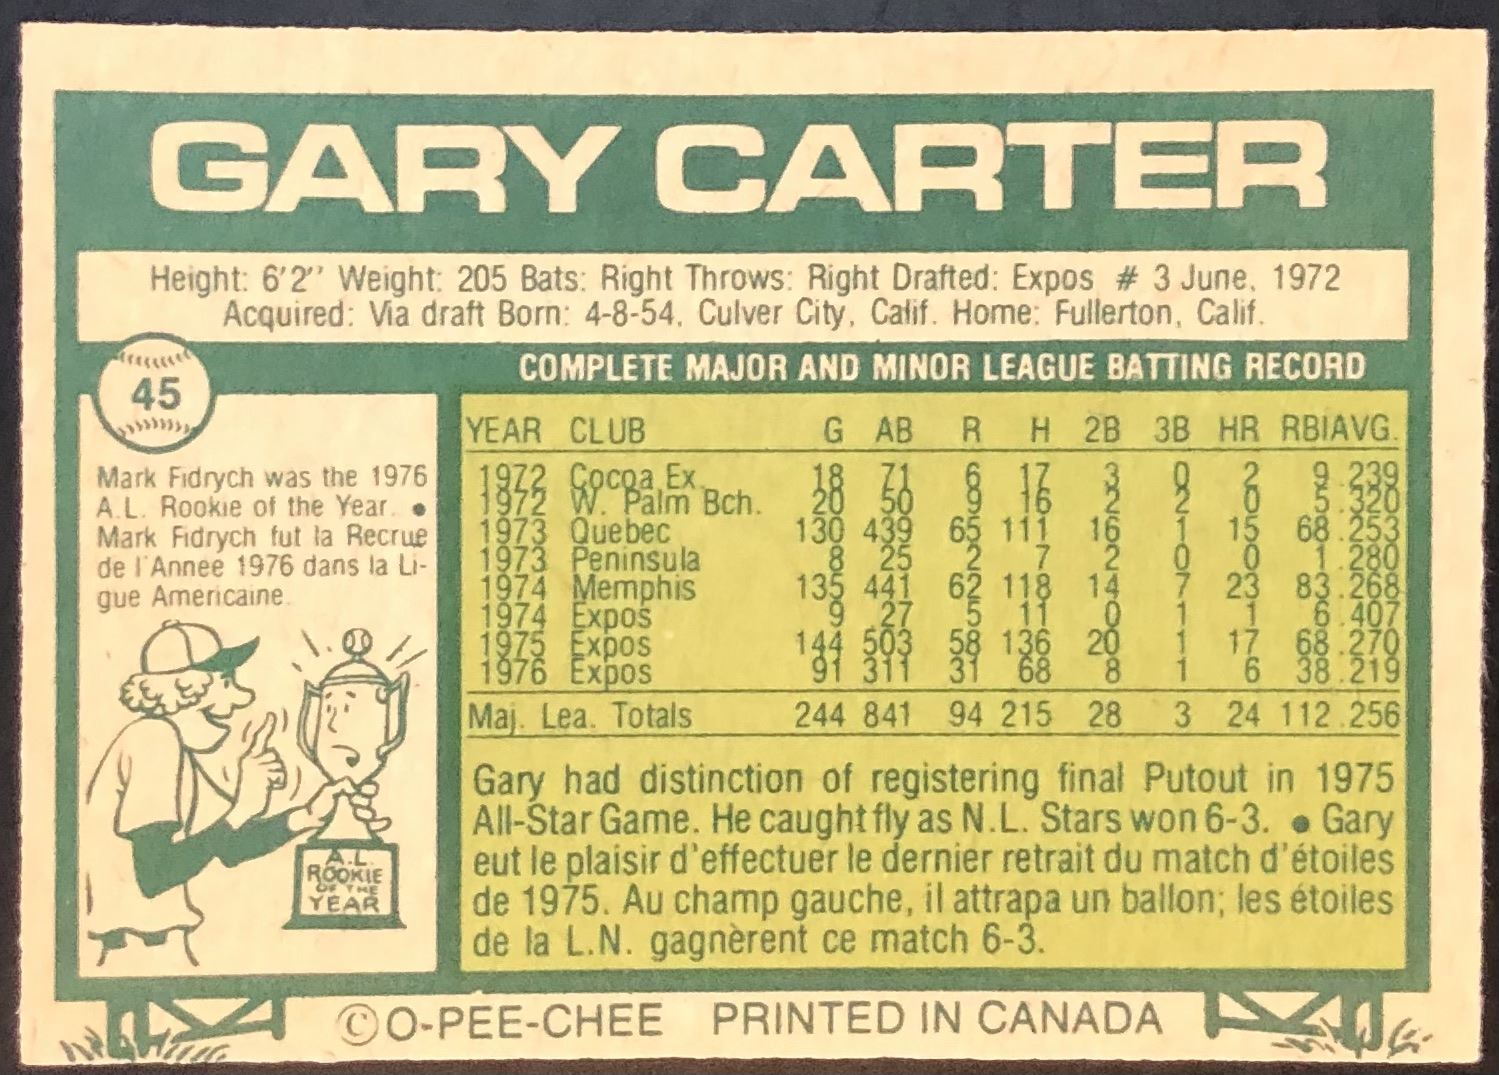 GARY CARTER
Height: 6'2" Weight: 205 Bats: Right Throws: Right Drafted: Expos # 3 June, 1972
Acquired: Via draft Born: 4-8-54, Culver City, Calif. Home: Fullerton, Calif.
45
Mark Fidrych was the 1976
A.L. Rookie of the Year. •
Mark Fidrych fut la Recrue
de l'Annee 1976 dans la Li-
gue Americaine.
A.L.
ROOKIE
OF THE
YEAR
COMPLETE MAJOR AND MINOR LEAGUE BATTING RECORD
YEAR CLUB G AB R H 2B 3B HR RBI AVG.
1972 Cocoa Ex. 18 71 6 17 3 0 2 9 .239
1972 W. Palm Bch. 20 50 9 16 2 2 0 5 .320
1973 Quebec 130 439 65 111 16 1 15 68 .253
1973 Peninsula 8 25 2 7 2 0 0 1 .280
1974 Memphis 135 441 62 118 14 7 23 83 .268
1974 Expos 9 27 5 11 0 1 1 6 .407
1975 Expos 144 503 58 136 20 1 17 68 .270
1976 Expos 91 311 31 68 8 1 6 38 .219
Maj. Lea. Totals 244 841 94 215 28 3 24 112 .256
Gary had distinction of registering final Putout in 1975
All-Star Game. He caught fly as N.L. Stars won 6-3. • Gary
eut le plaisir d'effectuer le dernier retrait du match d'étoiles
de 1975. Au champ gauche, il attrapa un ballon; les étoiles
de la L.N. gagnèrent ce match 6-3.
© O-PEE-CHEE PRINTED IN CANADA